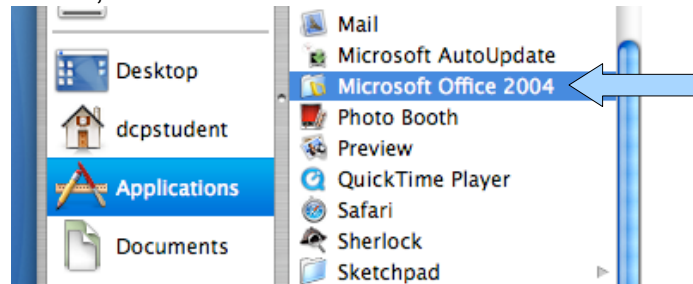 Desktop
dcpstudent
Applications
Documents
Mail
Microsoft AutoUpdate
Microsoft Office 2004
Photo Booth
Preview
QuickTime Player
Safari
Sherlock
Sketchpad